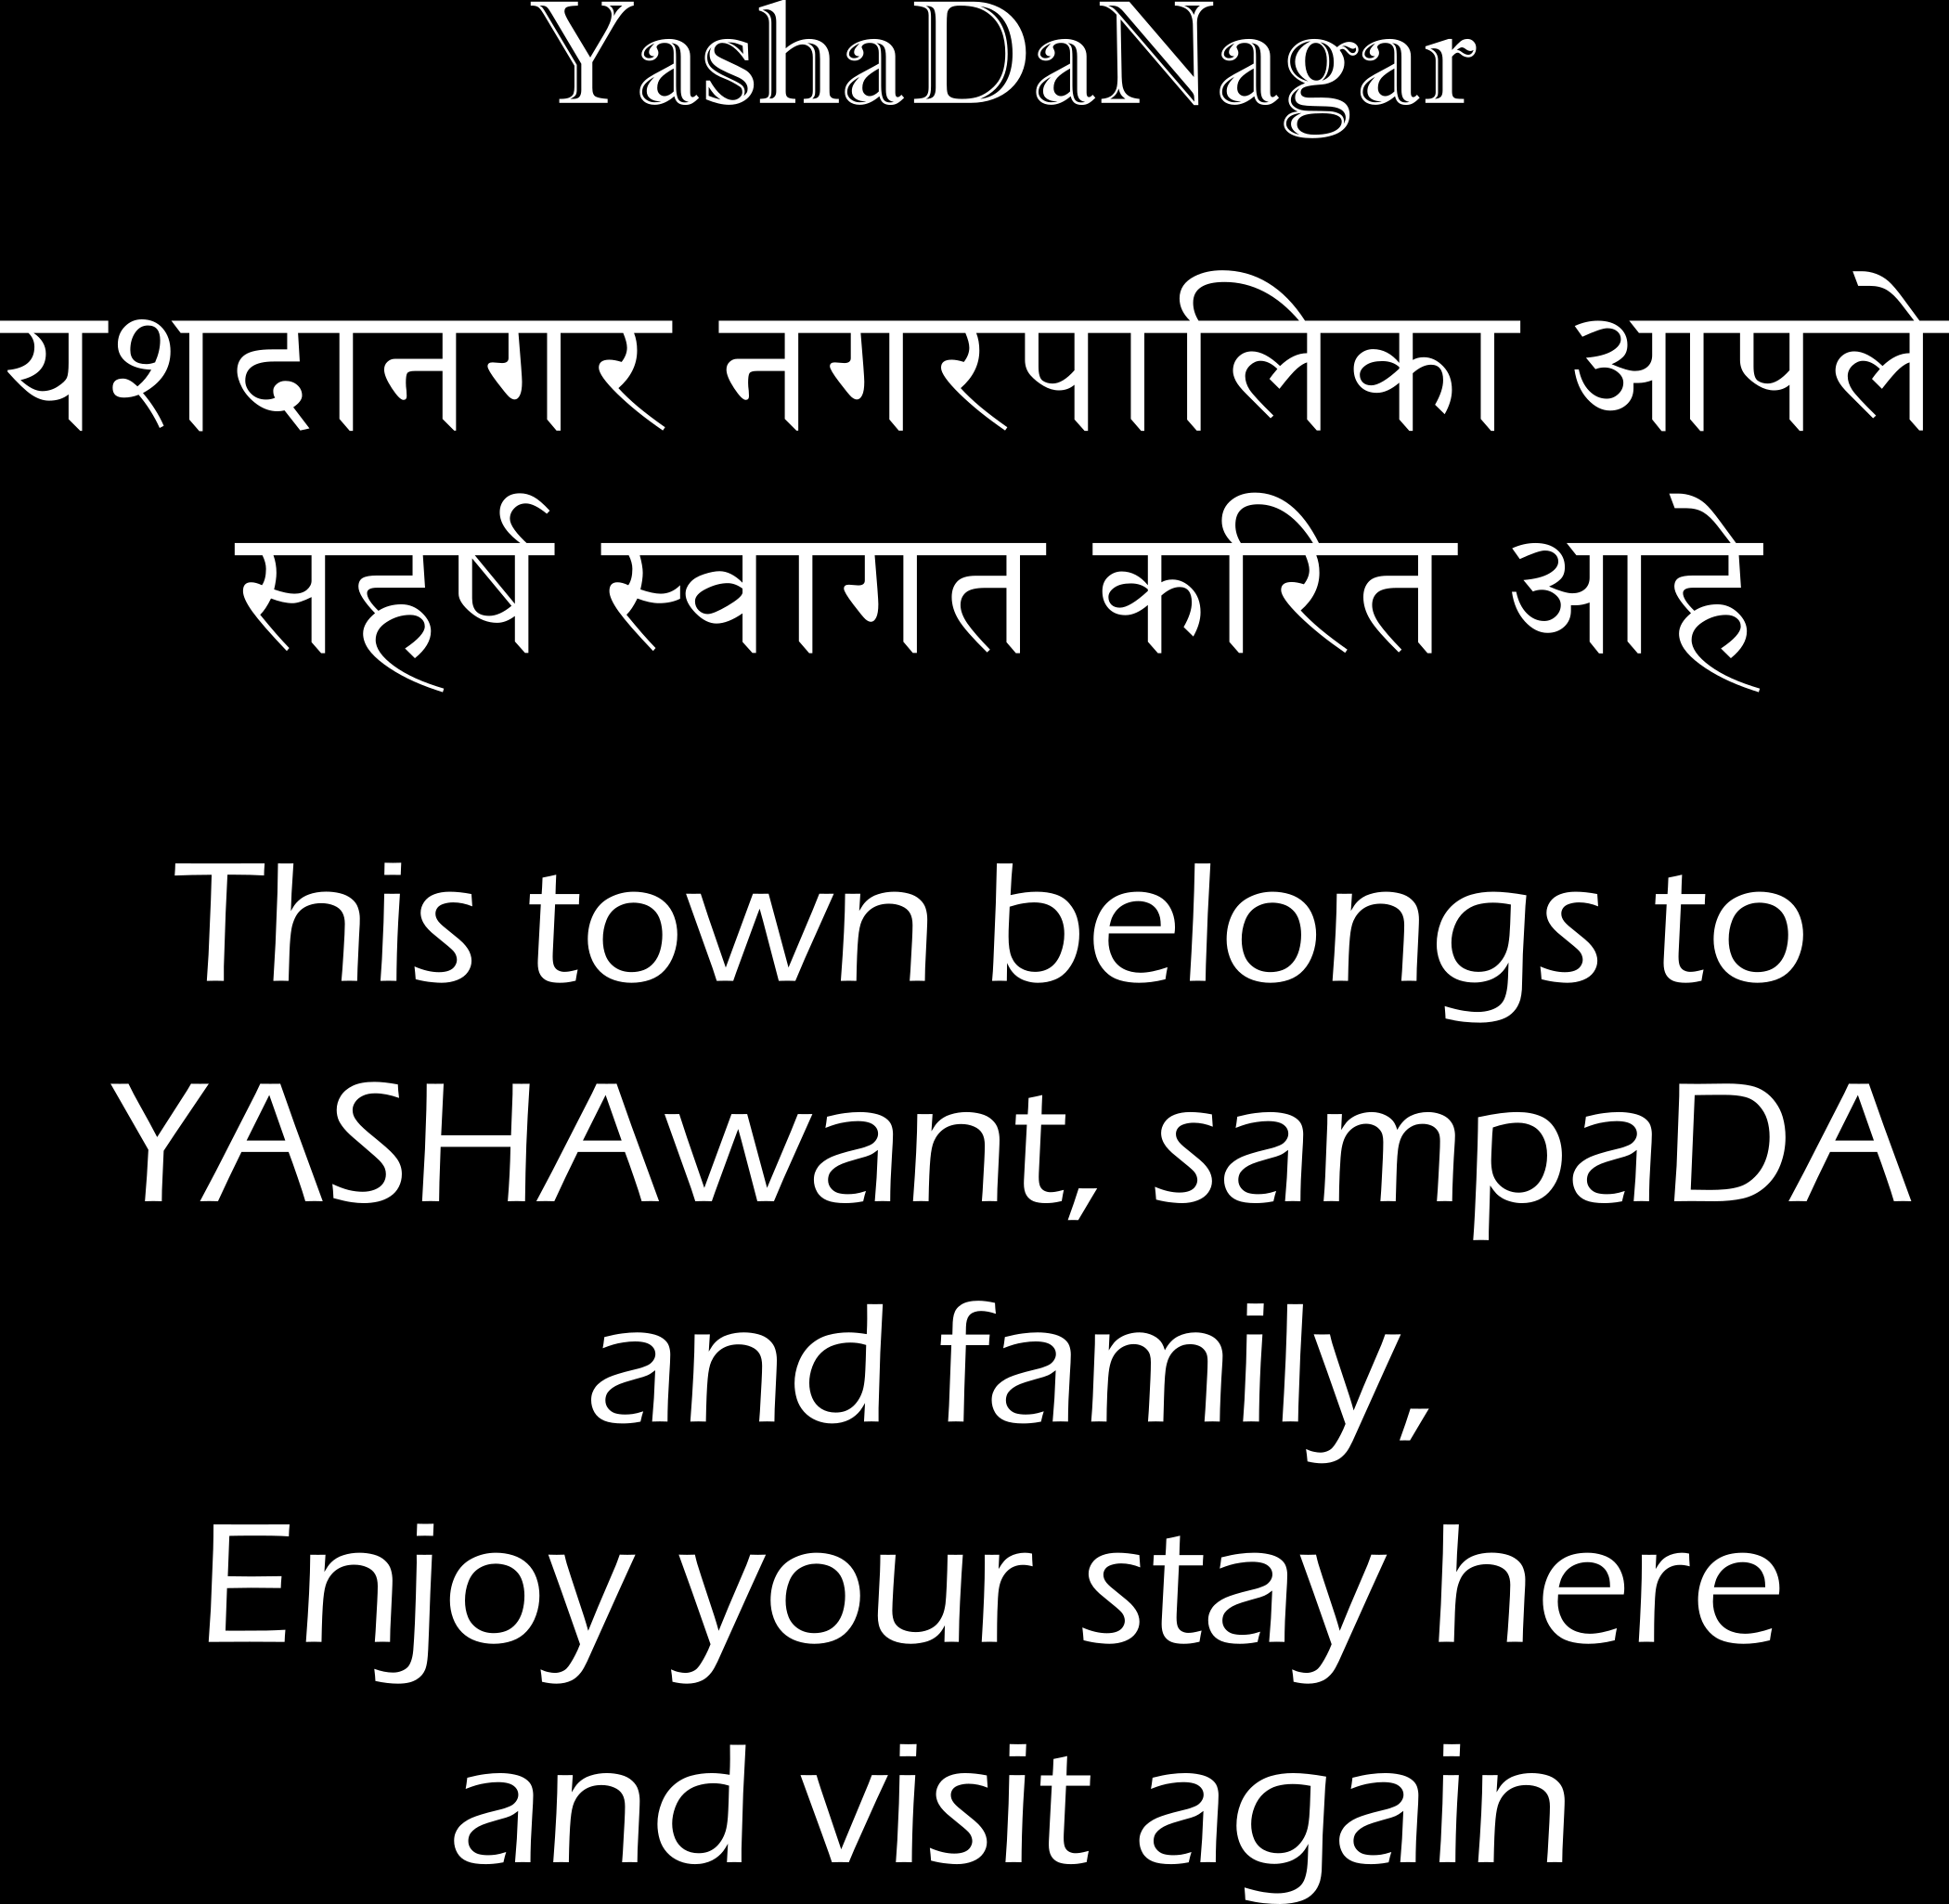 YashaDaNagar
यशदानगर नगरपालिका आपले
सहर्ष स्वागत करित आहे
This town belongs to
YASHAwant, sampaDA
and family,
Enjoy your stay here
and visit again